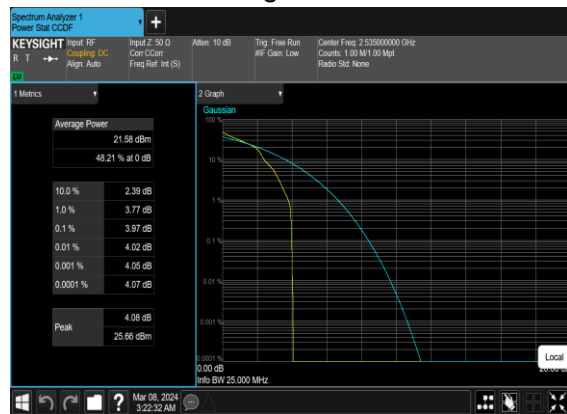 Spectrum Analyzer 1
Power Stat CCDF
KEYSIGHT
R T
Input: RF
Coupling: DC
Align: Auto
Input Z: 50 Ω
Corr CCorr
Freq Ref: Int (S)
Atten: 10 dB
Trig: Free Run
#IF Gain: Low
Center Freq: 2.535000000 GHz
Counts: 1.00 M/1.00 Mpt
Radio Std: None
1 Metrics
2 Graph
Average Power
21.58 dBm
48.21 % at 0 dB
10.0 % 2.39 dB
1.0 % 3.77 dB
0.1 % 3.97 dB
0.01 % 4.02 dB
0.001 % 4.05 dB
0.0001 % 4.07 dB
Peak
4.08 dB
25.66 dBm
Gaussian
100 %
10 %
1 %
0.1 %
0.01 %
0.001 %
0.0001 %
0.00 dB
Info BW 25.000 MHz
Local
?
Mar 08, 2024
3:22:32 AM